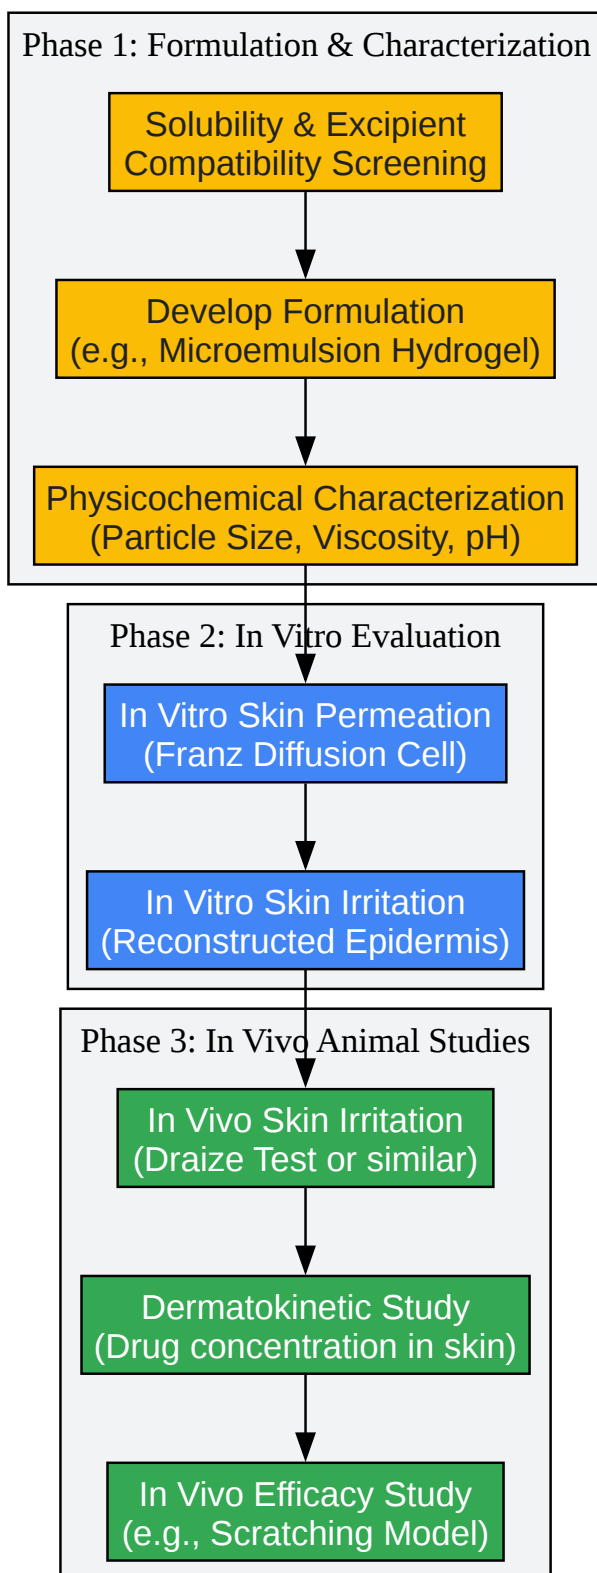 Phase 1: Formulation & Characterization
Solubility & Excipient
Compatibility Screening
Develop Formulation
(e.g., Microemulsion Hydrogel)
Physicochemical Characterization
(Particle Size, Viscosity, pH)
Phase 2: In Vitro Evaluation
In Vitro Skin Permeation
(Franz Diffusion Cell)
In Vitro Skin Irritation
(Reconstructed Epidermis)
Phase 3: In Vivo Animal Studies
In Vivo Skin Irritation
(Draize Test or similar)
Dermatokinetic Study
(Drug concentration in skin)
In Vivo Efficacy Study
(e.g., Scratching Model)